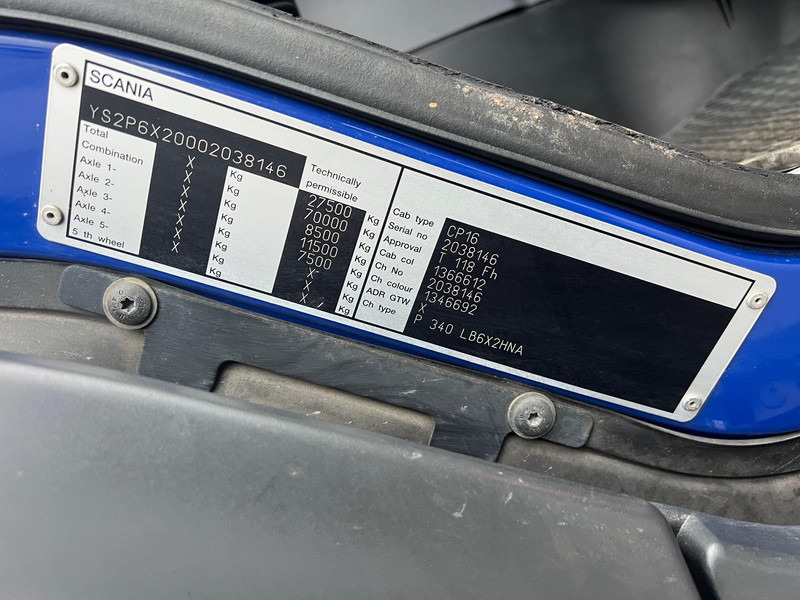 SCANIA
YS2P6X20002038146
Technically
permissible
Total X Kg 27500 Kg
Combination X Kg 70000 Kg
Axle 1- X Kg 8500 Kg
Axle 2- X Kg 11500 Kg
Axle 3- X Kg 7500 Kg
Axle 4- X Kg X Kg
Axle 5- X Kg X Kg
5 th wheel X Kg X Kg
Cab type CP16
Serial no 2038146
Approval T 118 Fh
Cab col 1366612
Ch No 2038146
Ch colour 1346692
ADR GTW X
Ch type P 340 LB6X2HNA